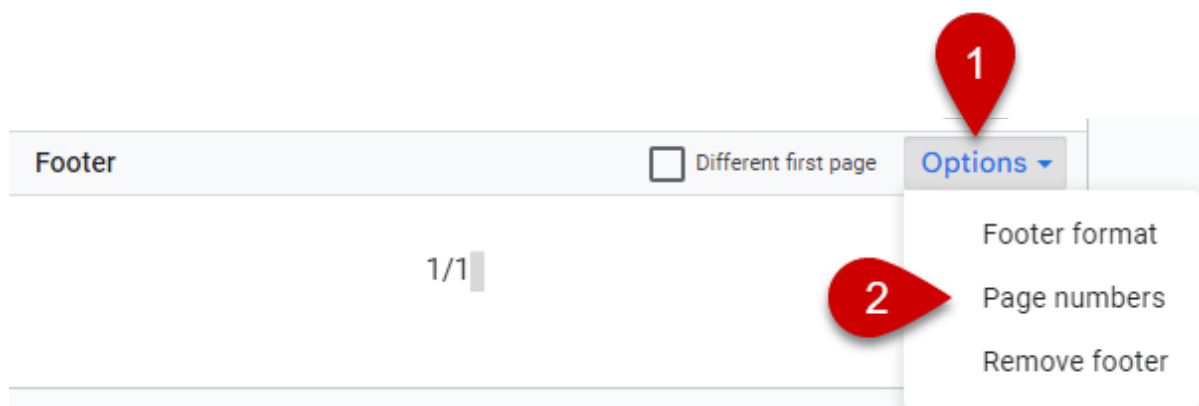 1
Footer
Different first page
Options
Footer format
1/1
2
Page numbers
Remove footer